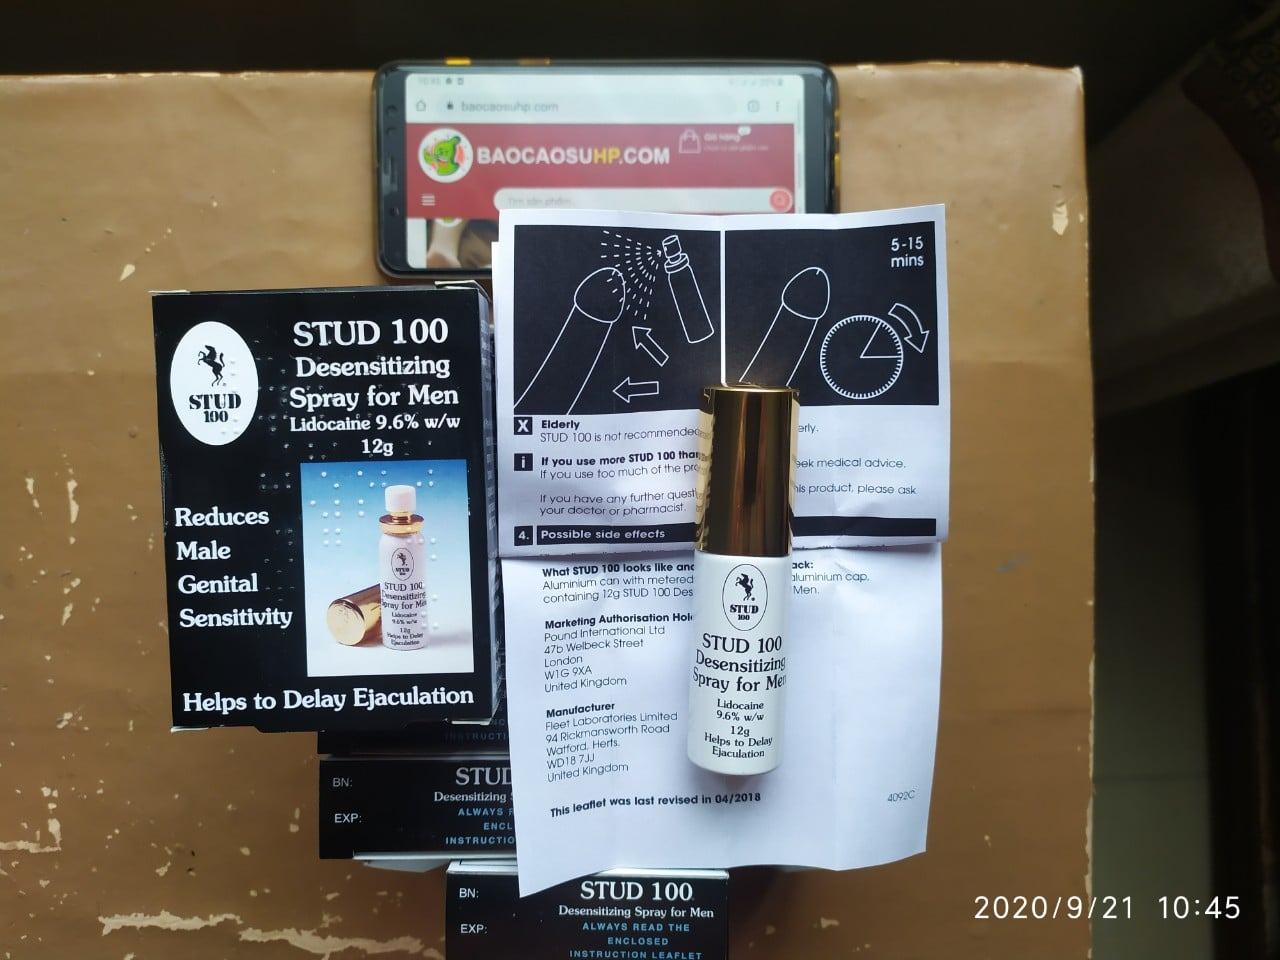 baocaosuhp.com
BAOCAOSUHP.COM
Giỏ hàng
Tìm sản phẩm...
5-15
mins
STUD 100
Desensitizing
Spray for Men
Lidocaine 9.6% w/w
12g
STUD
100
Reduces
Male
Genital
Sensitivity
STUD 100
Desensitizing
Spray for Men
Lidocaine
9.6% w/w
12g
Helps to Delay
Ejaculation
Helps to Delay Ejaculation
X Elderly
STUD 100 is not recommended
i If you use more STUD 100 than
If you use too much of the seek medical advice.
If you have any further this product, please ask
your doctor or pharmacist.
4. Possible side effects
What STUD 100 looks like and
Aluminium can with metered aluminium cap,
containing 12g STUD 100 Men.
Marketing Authorisation
Pound International Ltd
47b Welbeck Street
London
W1G 9XA
United Kingdom
Manufacturer
Fleet Laboratories Limited
94 Rickmansworth Road
Watford, Herts.
WD18 7JJ
United Kingdom
This leaflet was last revised in 04/2018
4092C
STUD
100
STUD 100
Desensitizing
Spray for Men
Lidocaine
9.6% w/w
12g
Helps to Delay
Ejaculation
BN:
EXP:
STUD
Desensitizing
ALWAYS
INSTRUCTIO
BN:
EXP:
STUD 100
Desensitizing Spray for Men
ALWAYS READ THE
ENCLOSED
INSTRUCTION LEAFLET
2020/9/21 10:45